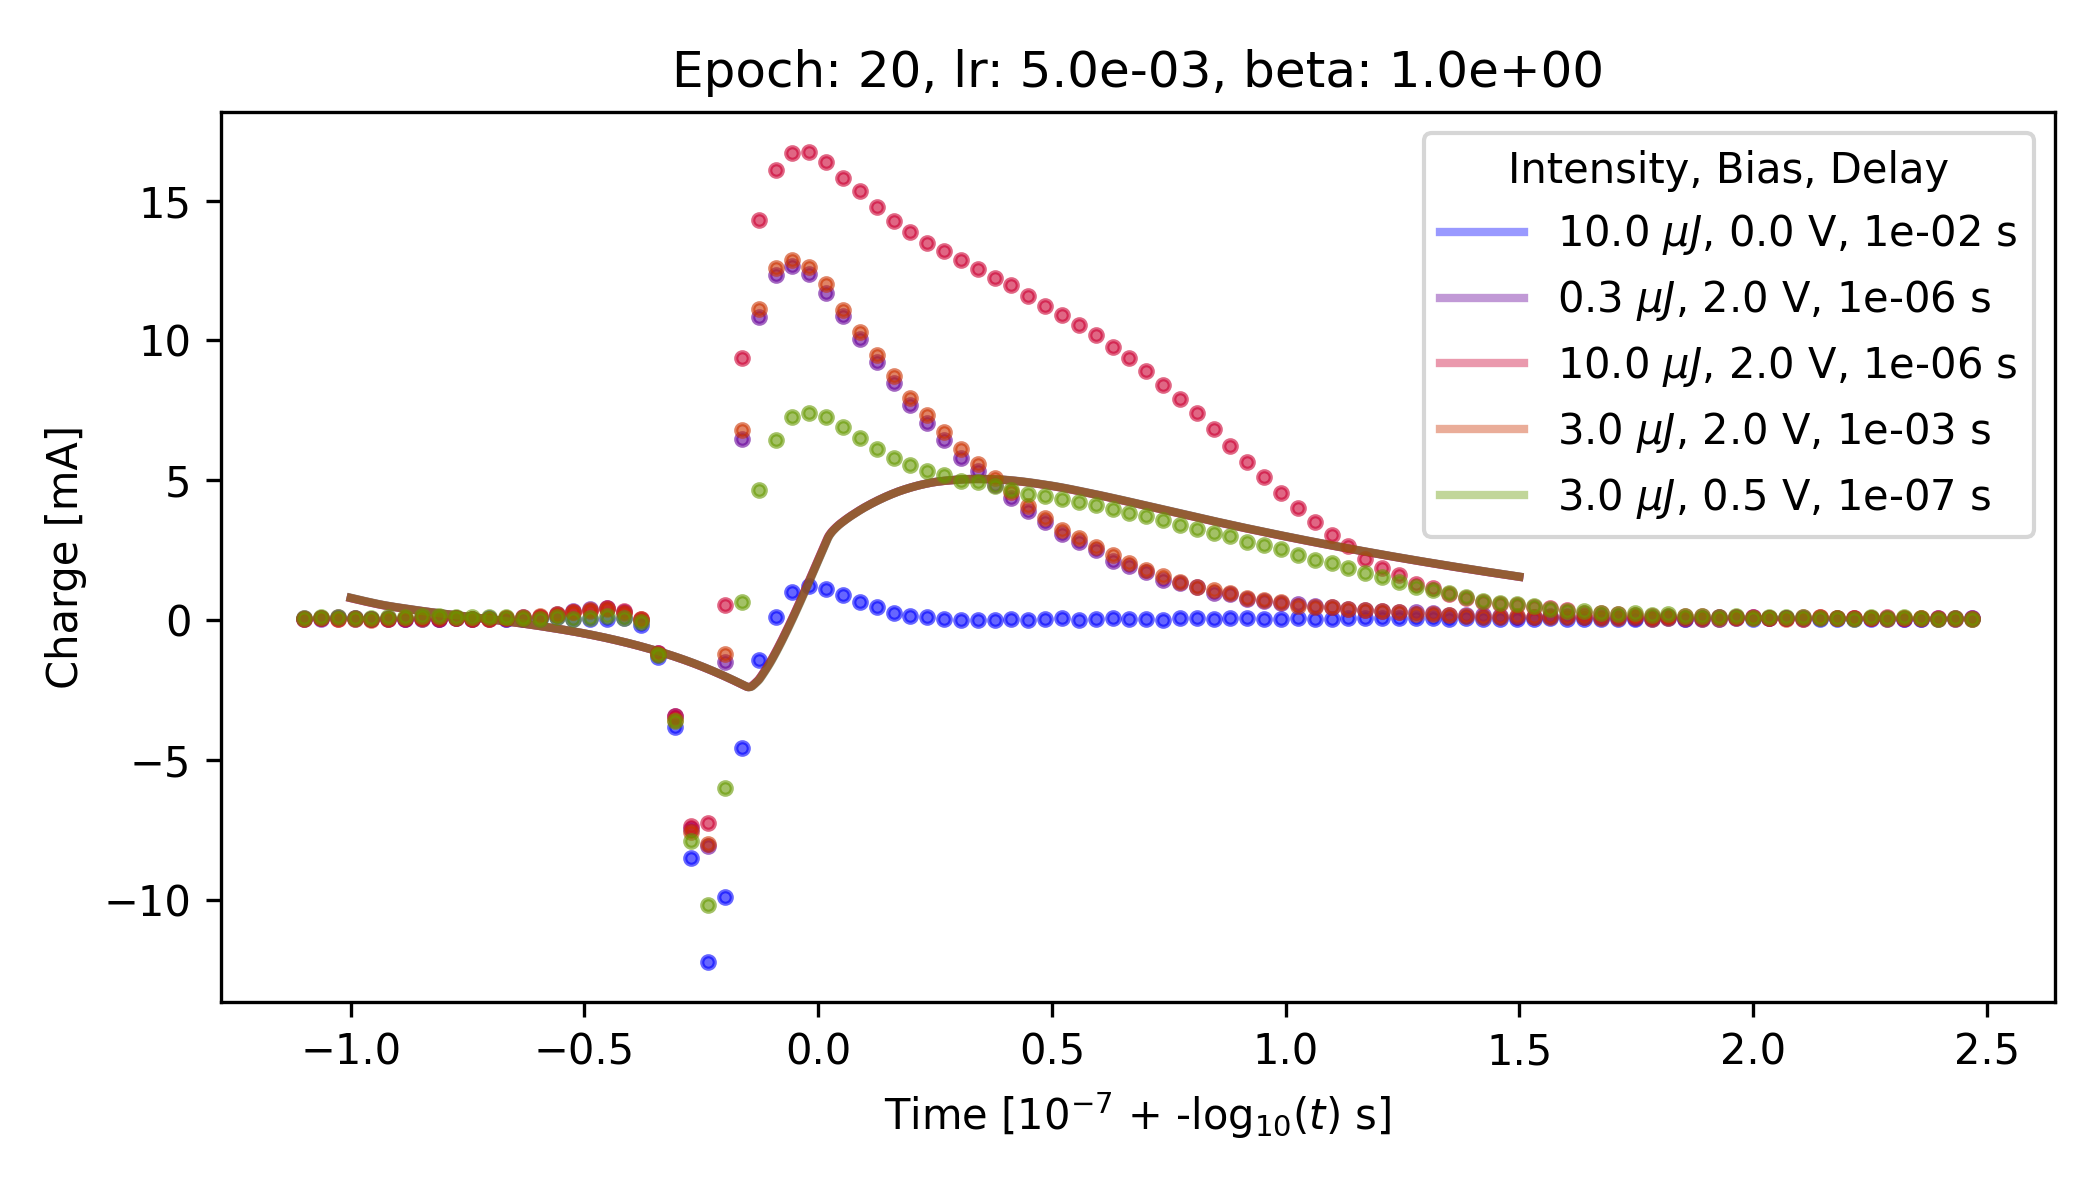 Epoch: 20, lr: 5.0e-03, beta: 1.0e+00
Intensity, Bias, Delay
10.0 μJ, 0.0 V, 1e-02 s
0.3 μJ, 2.0 V, 1e-06 s
10.0 μJ, 2.0 V, 1e-06 s
3.0 μJ, 2.0 V, 1e-03 s
3.0 μJ, 0.5 V, 1e-07 s
Charge [mA]
15
10
5
0
−5
−10
−1.0 −0.5 0.0 0.5 1.0 1.5 2.0 2.5
Time [10⁻⁷ + -log₁₀(t) s]